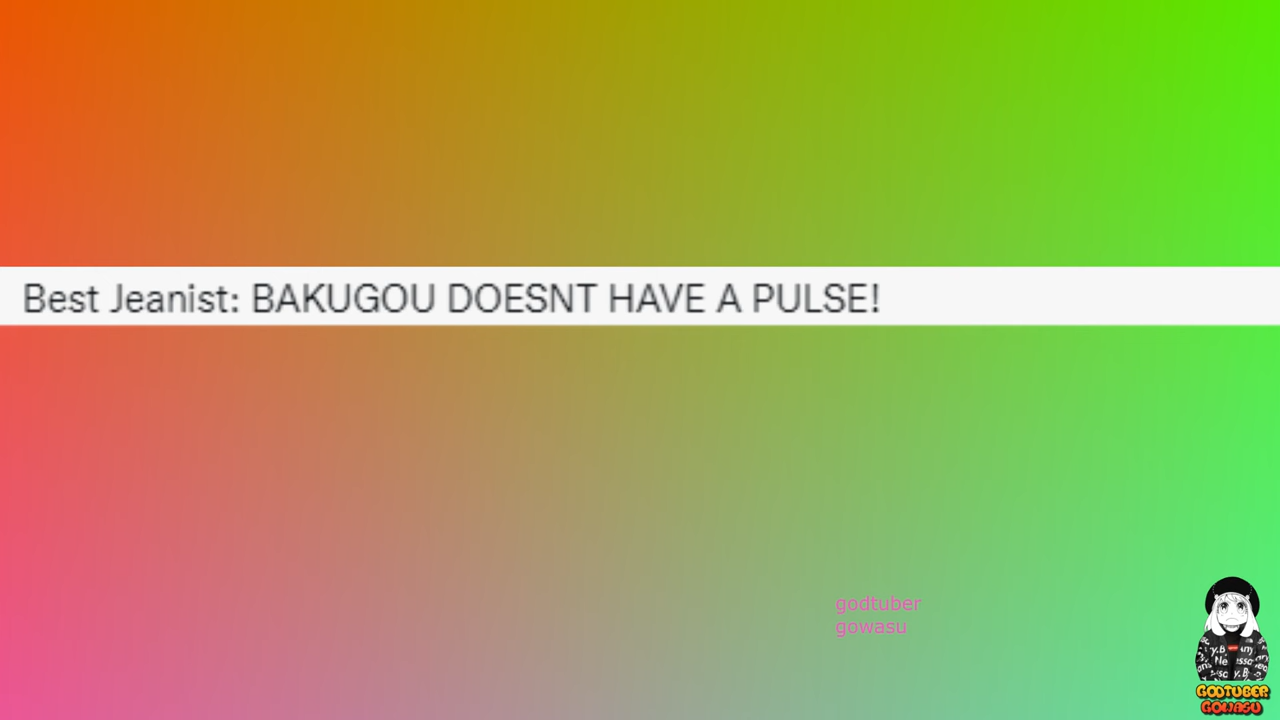 Best Jeanist: BAKUGOU DOESNT HAVE A PULSE!
godtuber
gowasu
GODTUBER
GOWASU